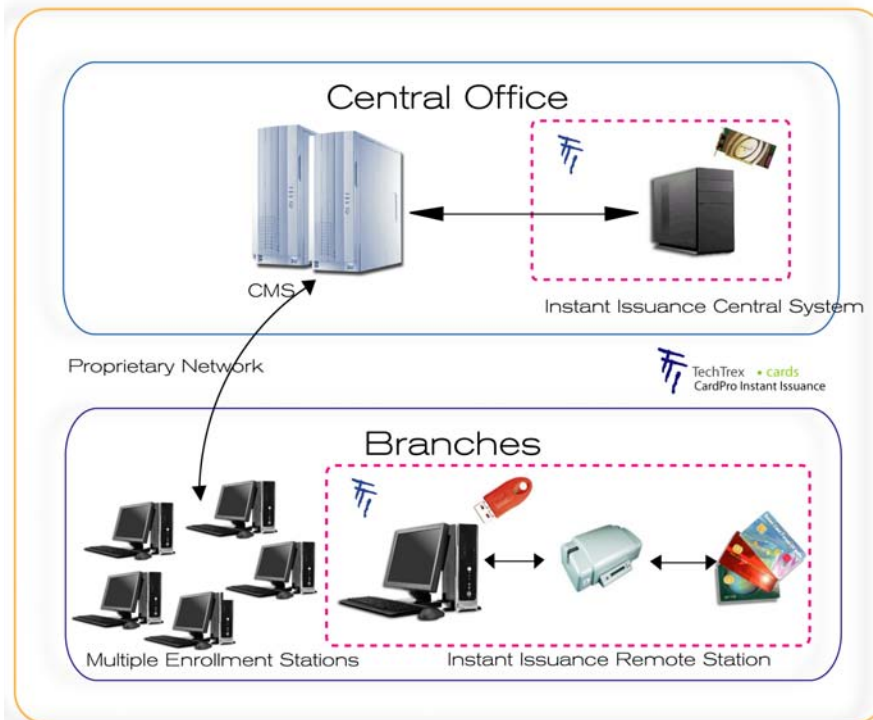 Central Office
CMS
Instant Issuance Central System
Proprietary Network
TechTrex • cards
CardPro Instant Issuance
Branches
Multiple Enrollment Stations
Instant Issuance Remote Station